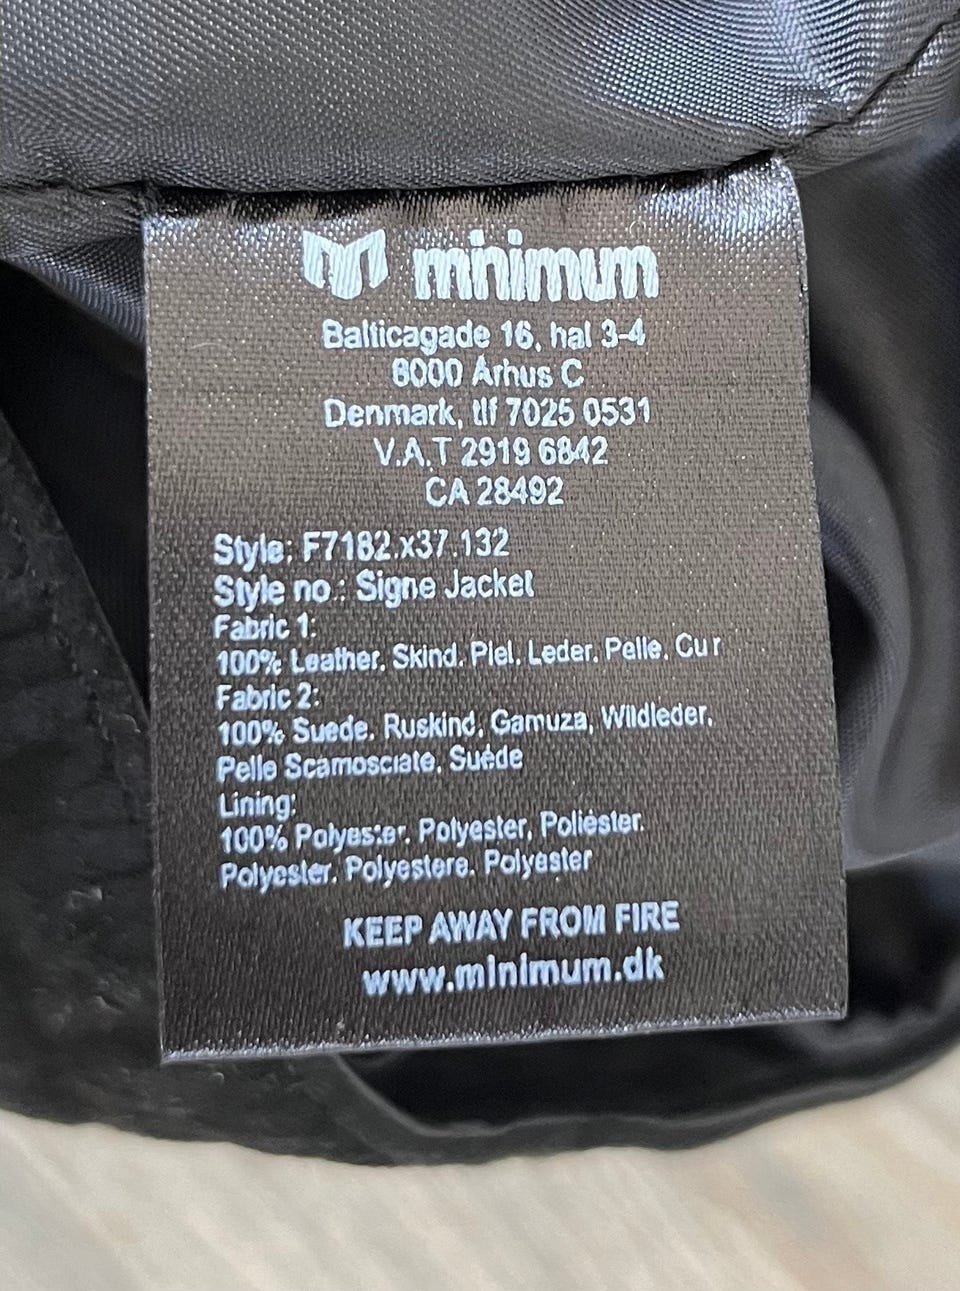 minimum
Balticagade 16, hal 3-4
8000 Århus C
Denmark, tlf 7025 0531
V.A.T 2919 6842
CA 28492
Style: F7182.x37.132
Style no.: Signe Jacket
Fabric 1:
100% Leather, Skind, Piel, Leder, Pelle, Cu r
Fabric 2:
100% Suede, Ruskind, Gamuza, Wildleder,
Pelle Scamosciate, Suéde
Lining:
100% Polyester, Polyester, Poliéster,
Polyester, Polyestere, Polyester
KEEP AWAY FROM FIRE
www.minimum.dk